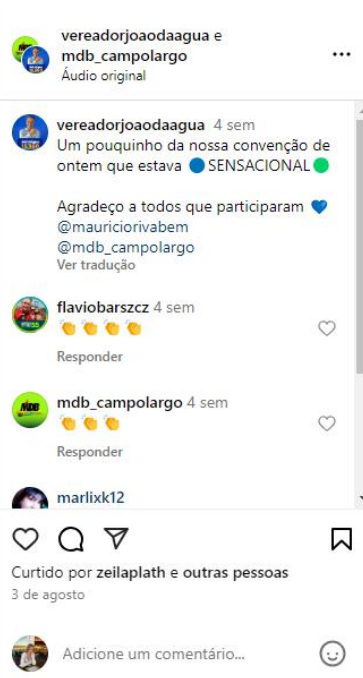 vereadorjoaodaagua e
mdb_campolargo
Áudio original
vereadorjoaodaagua 4 sem
Um pouquinho da nossa convenção de
ontem que estava 🔵SENSACIONAL🟢
Agradeço a todos que participaram 💙
@mauriciorivabem
@mdb_campolargo
Ver tradução
flaviobarszcz 4 sem
👏👏👏👏
Responder
MDB
mdb_campolargo 4 sem
👏👏👏
Responder
marlixk12
Curtido por zeilaplath e outras pessoas
3 de agosto
Adicione um comentário...